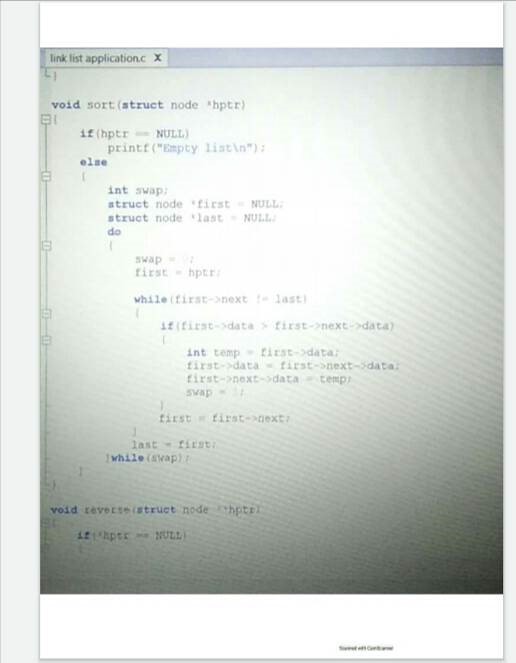 link list application.c X
}
void sort(struct node *hptr)
{
if(hptr == NULL)
printf("Empty list\n");
else
{
int swap;
struct node *first = NULL;
struct node *last = NULL;
do
{
swap = ;
first = hptr;
while(first->next != last)
{
if(first->data > first->next->data)
{
int temp = first->data;
first->data = first->next->data;
first->next->data = temp;
swap = ;
}
first = first->next;
}
last = first;
}while(swap);
}
}
void reverse(struct node **hptr)
{
if(*hptr == NULL)
{
Scanned with CamScanner